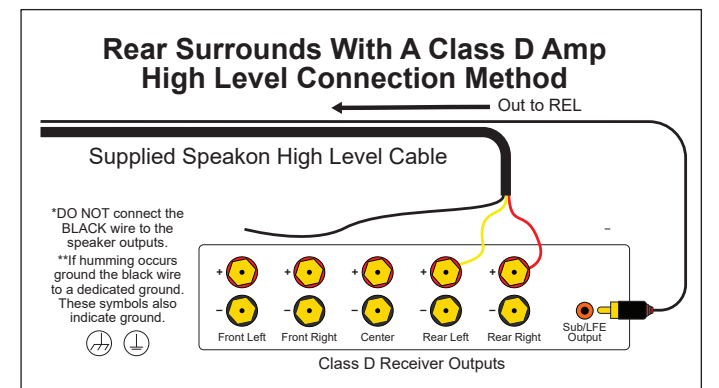 Rear Surrounds With A Class D Amp
High Level Connection Method
Out to REL
Supplied Speakon High Level Cable
*DO NOT connect the
BLACK wire to the
speaker outputs.
**If humming occurs
ground the black wire
to a dedicated ground.
These symbols also
indicate ground.
–
+ + + + +
– – – – –
Front Left Front Right Center Rear Left Rear Right
Sub/LFE
Output
Class D Receiver Outputs